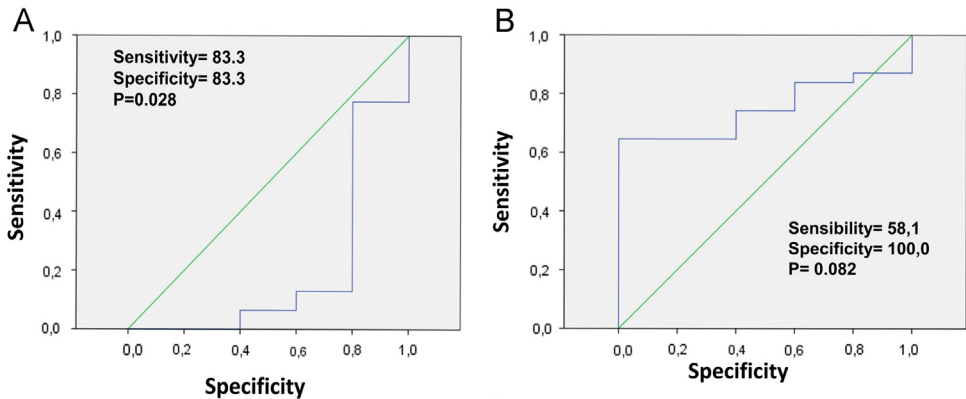 A
1,0
0,8
0,6
0,4
0,2
0,0
Sensitivity
Sensitivity= 83.3
Specificity= 83.3
P=0.028
0,0 0,2 0,4 0,6 0,8 1,0
Specificity
B
1,0
0,8
0,6
0,4
0,2
0,0
Sensitivity
Sensibility= 58,1
Specificity= 100,0
P= 0.082
0,0 0,2 0,4 0,6 0,8 1,0
Specificity